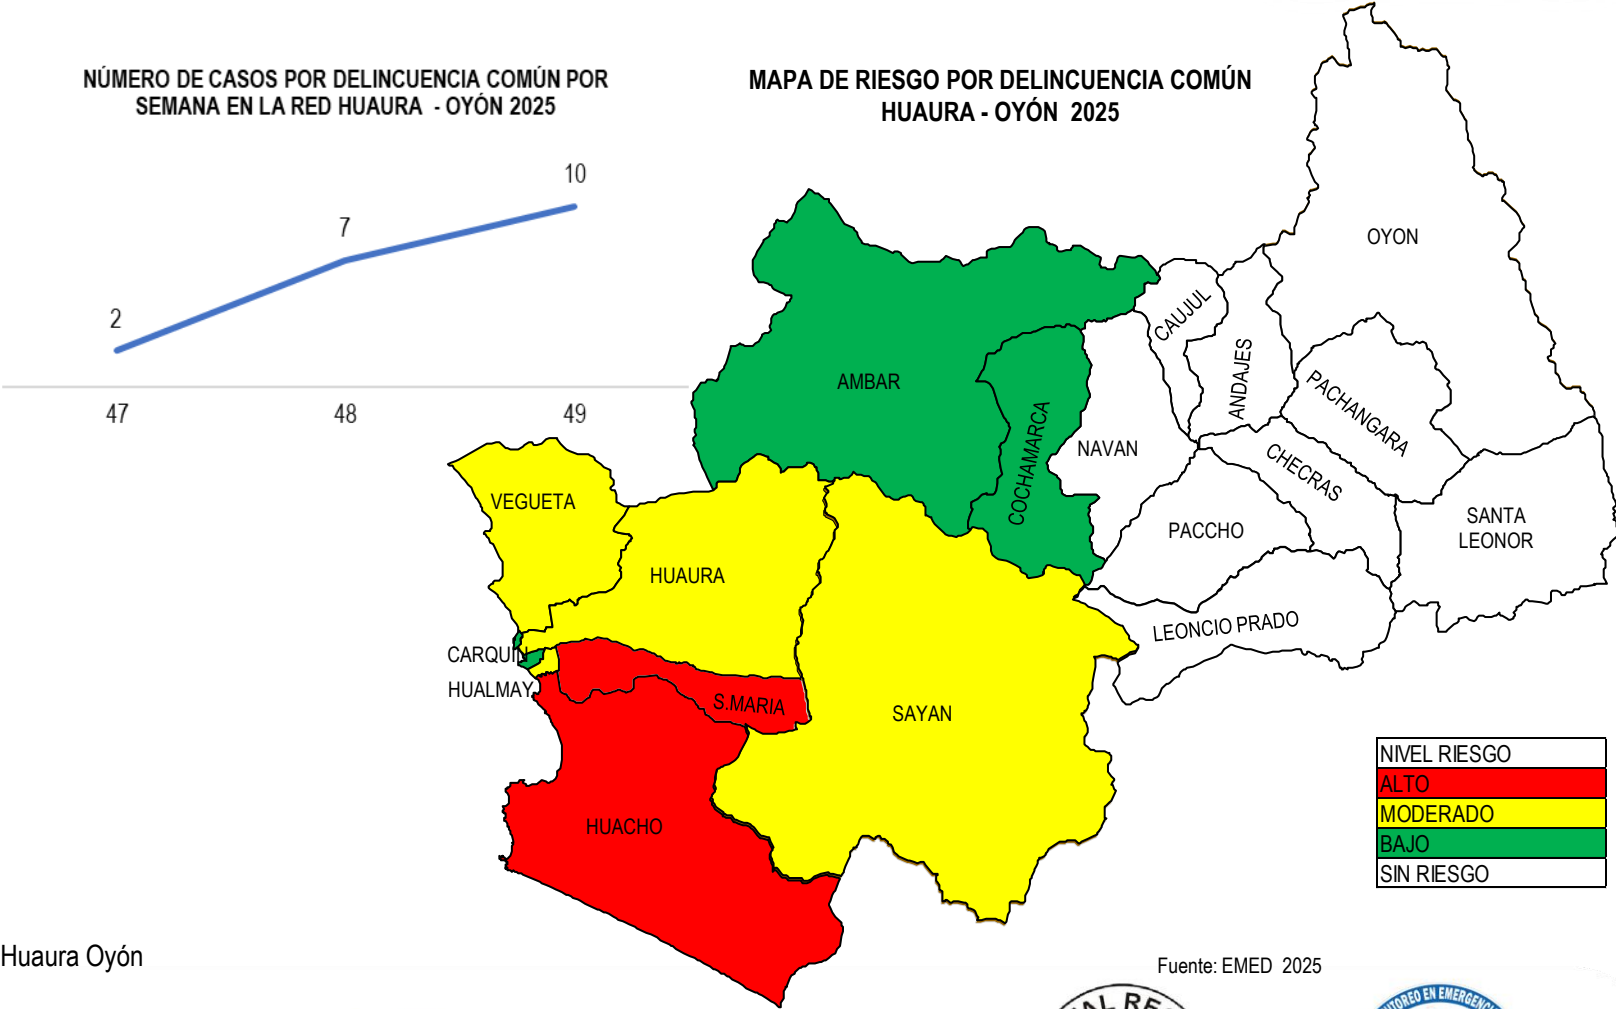 NÚMERO DE CASOS POR DELINCUENCIA COMÚN POR
SEMANA EN LA RED HUAURA - OYÓN 2025
2
7
10
47
48
49
MAPA DE RIESGO POR DELINCUENCIA COMÚN
HUAURA - OYÓN 2025
OYON
CAUJUL
ANDAJES
AMBAR
PACHANGARA
COCHAMARCA
NAVAN
CHECRAS
VEGUETA
PACCHO
SANTA
LEONOR
HUAURA
LEONCIO PRADO
CARQUIN
HUALMAY
S.MARIA
SAYAN
HUACHO
NIVEL RIESGO
ALTO
MODERADO
BAJO
SIN RIESGO
Huaura Oyón
Fuente: EMED 2025